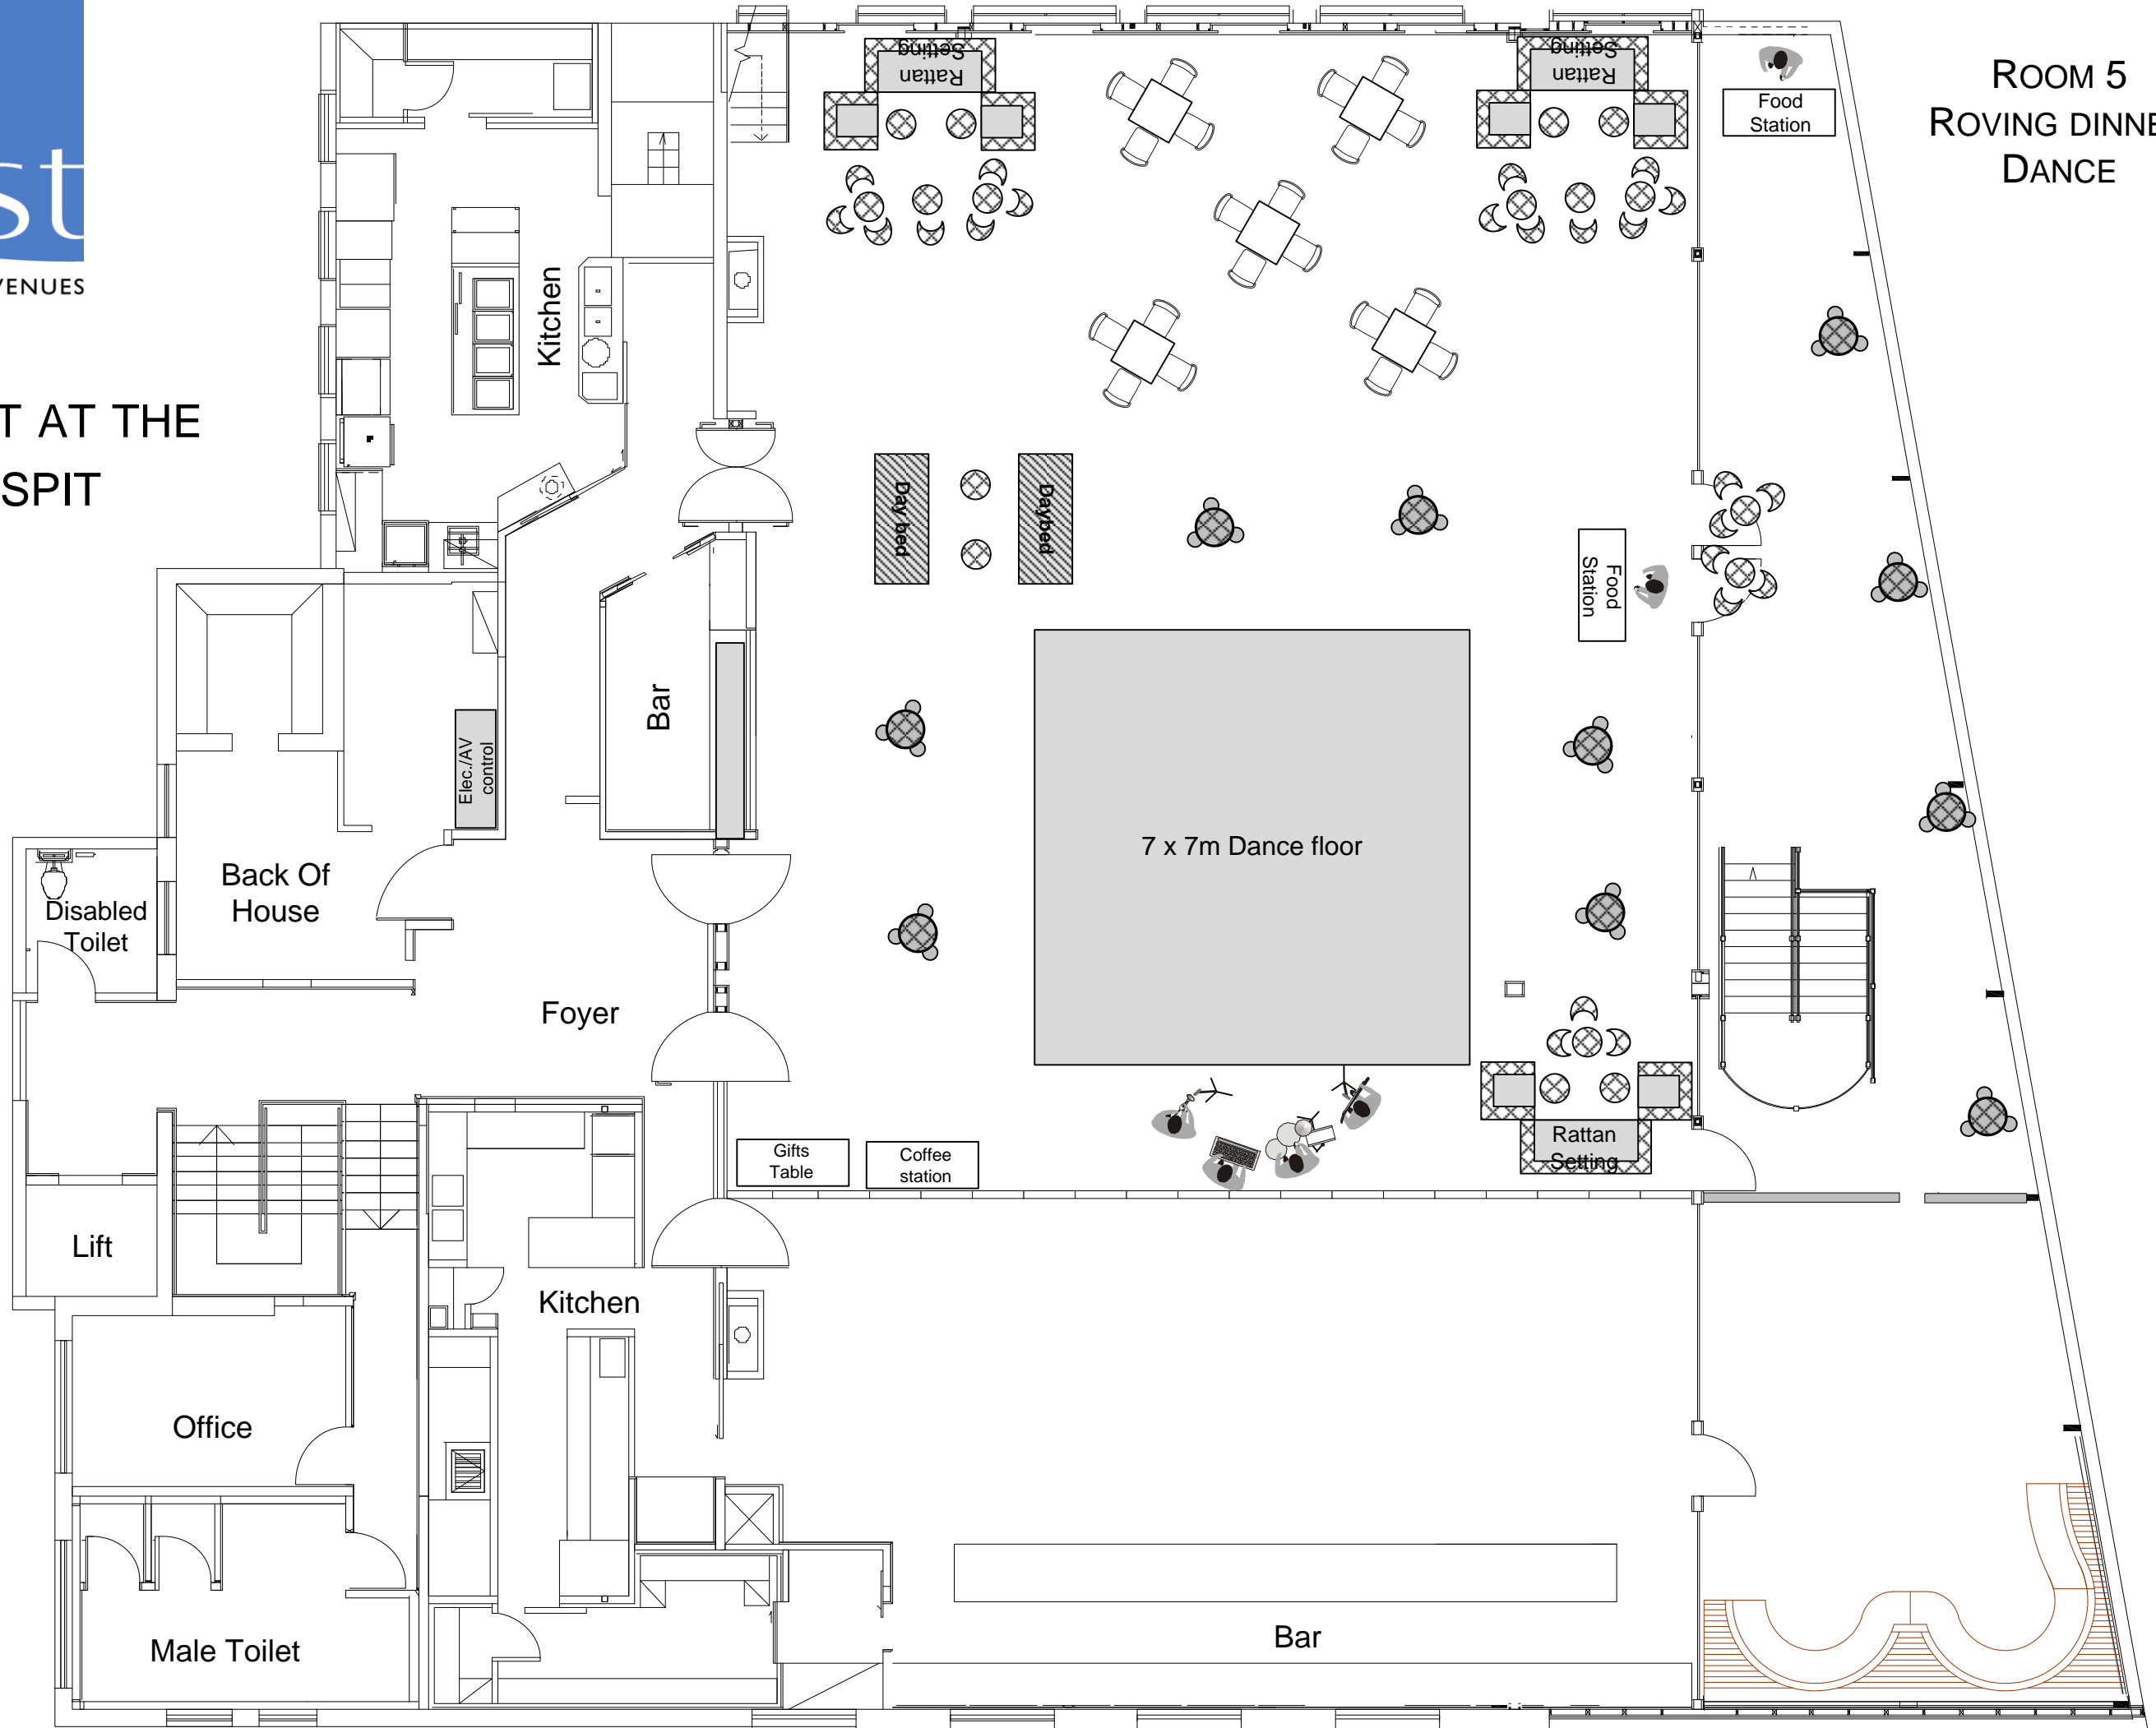 st
VENUES
T AT THE
SPIT
ROOM 5
ROVING DINNE
DANCE
Rattan
Setting
Rattan
Setting
Food
Station
Kitchen
Day bed
Daybed
Food
Station
Bar
Elec./AV
control
7 x 7m Dance floor
Back Of
House
Disabled
Toilet
Foyer
Gifts
Table
Coffee
station
Rattan
Setting
Lift
Kitchen
Office
Male Toilet
Bar